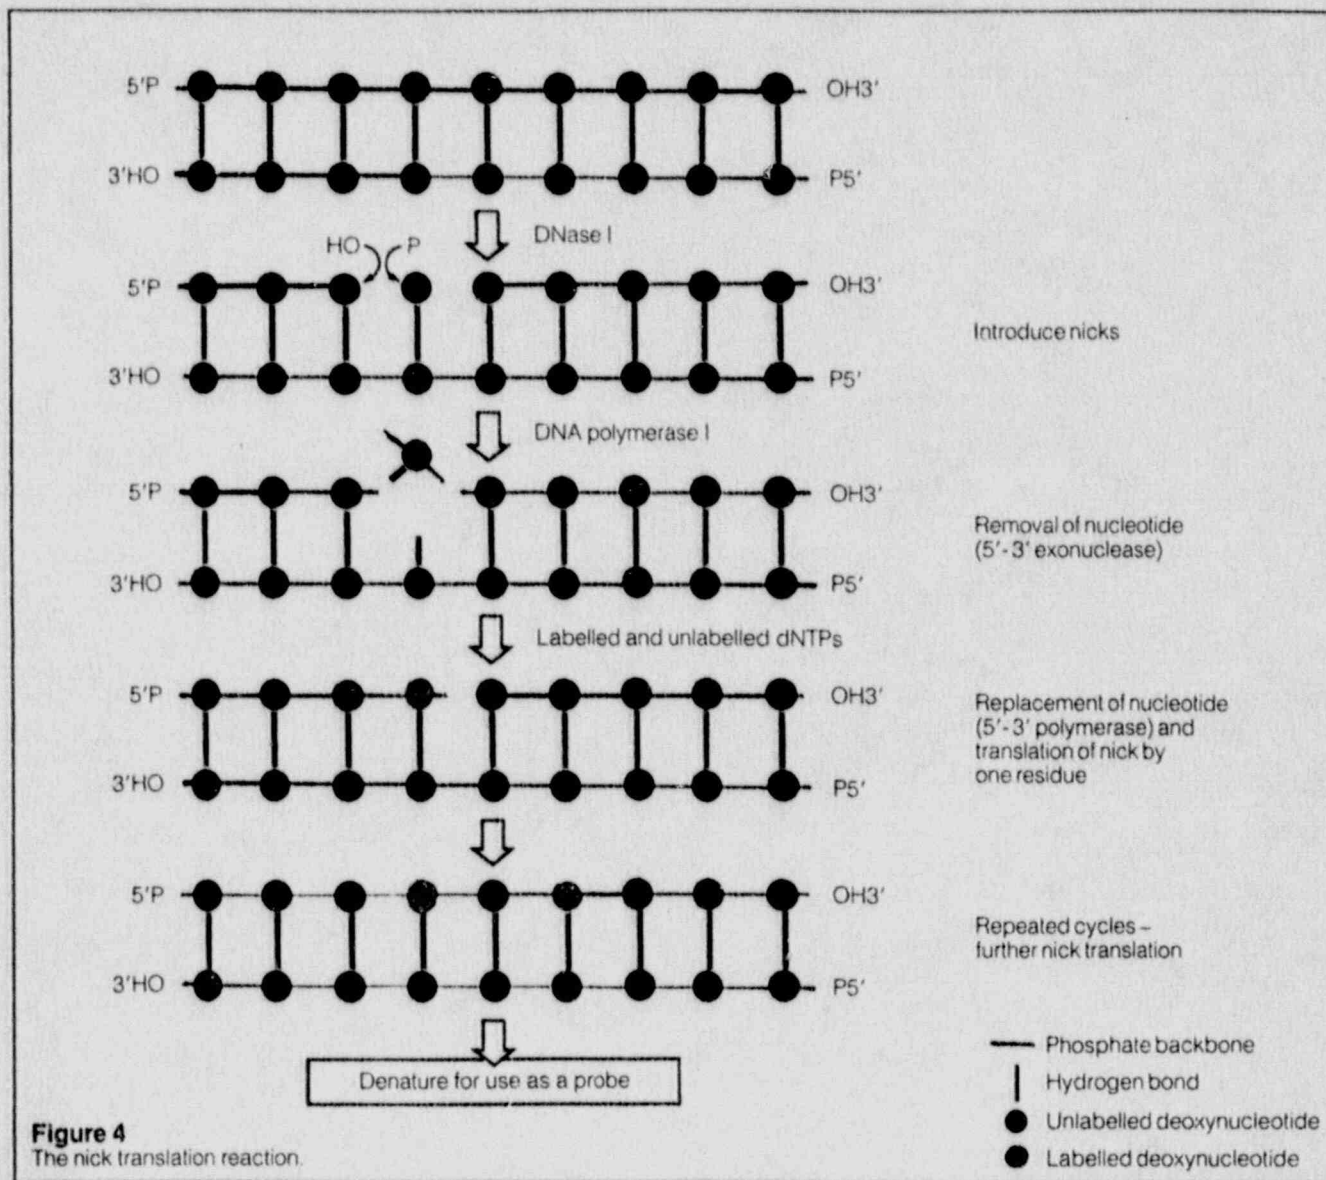 5'P OH3'
3'HO P5'
DNase I
HO P
5'P OH3'
Introduce nicks
3'HO P5'
DNA polymerase I
5'P OH3'
Removal of nucleotide
(5'-3' exonuclease)
3'HO P5'
Labelled and unlabelled dNTPs
5'P OH3'
Replacement of nucleotide
(5'-3' polymerase) and
translation of nick by
one residue
3'HO P5'
5'P OH3'
Repeated cycles –
further nick translation
3'HO P5'
Denature for use as a probe
Phosphate backbone
Hydrogen bond
Unlabelled deoxynucleotide
Labelled deoxynucleotide
Figure 4
The nick translation reaction.